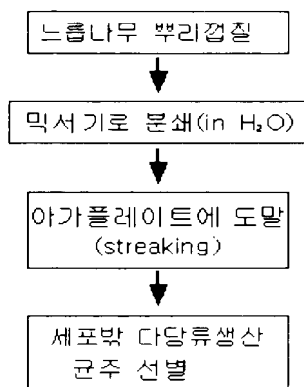 느릅나무 뿌리껍질
믹서기로 분쇄(in H₂O)
아가플레이트에 도말
(streaking)
세포밖 다당류생산
균주 선별